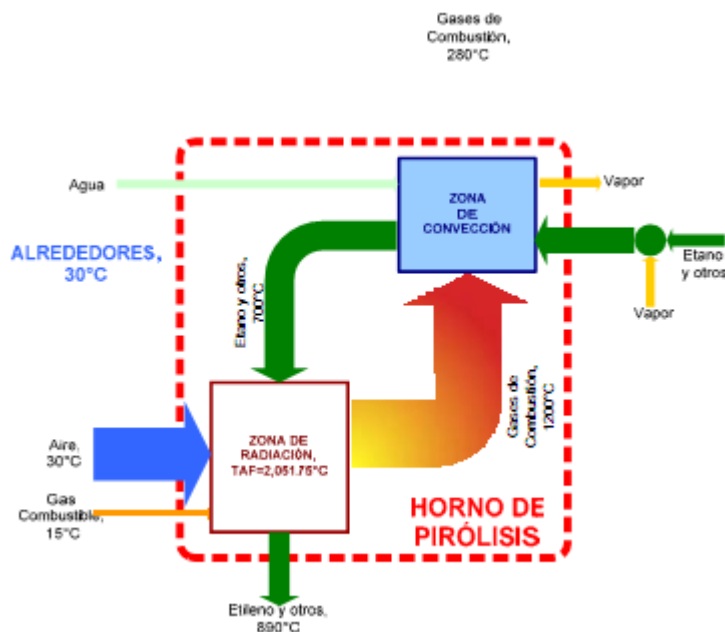 Gases de
Combustión,
280°C
Agua
ZONA
DE
CONVECCIÓN
Vapor
ALREDEDORES,
30°C
Etano
y otros
Vapor
Etano y otros,
700°C
Gases de
Combustión,
1200°C
ZONA DE
RADIACIÓN,
TAF=2,051.75°C
Aire,
30°C
Gas
Combustible,
15°C
HORNO DE
PIRÓLISIS
Etileno y otros,
890°C